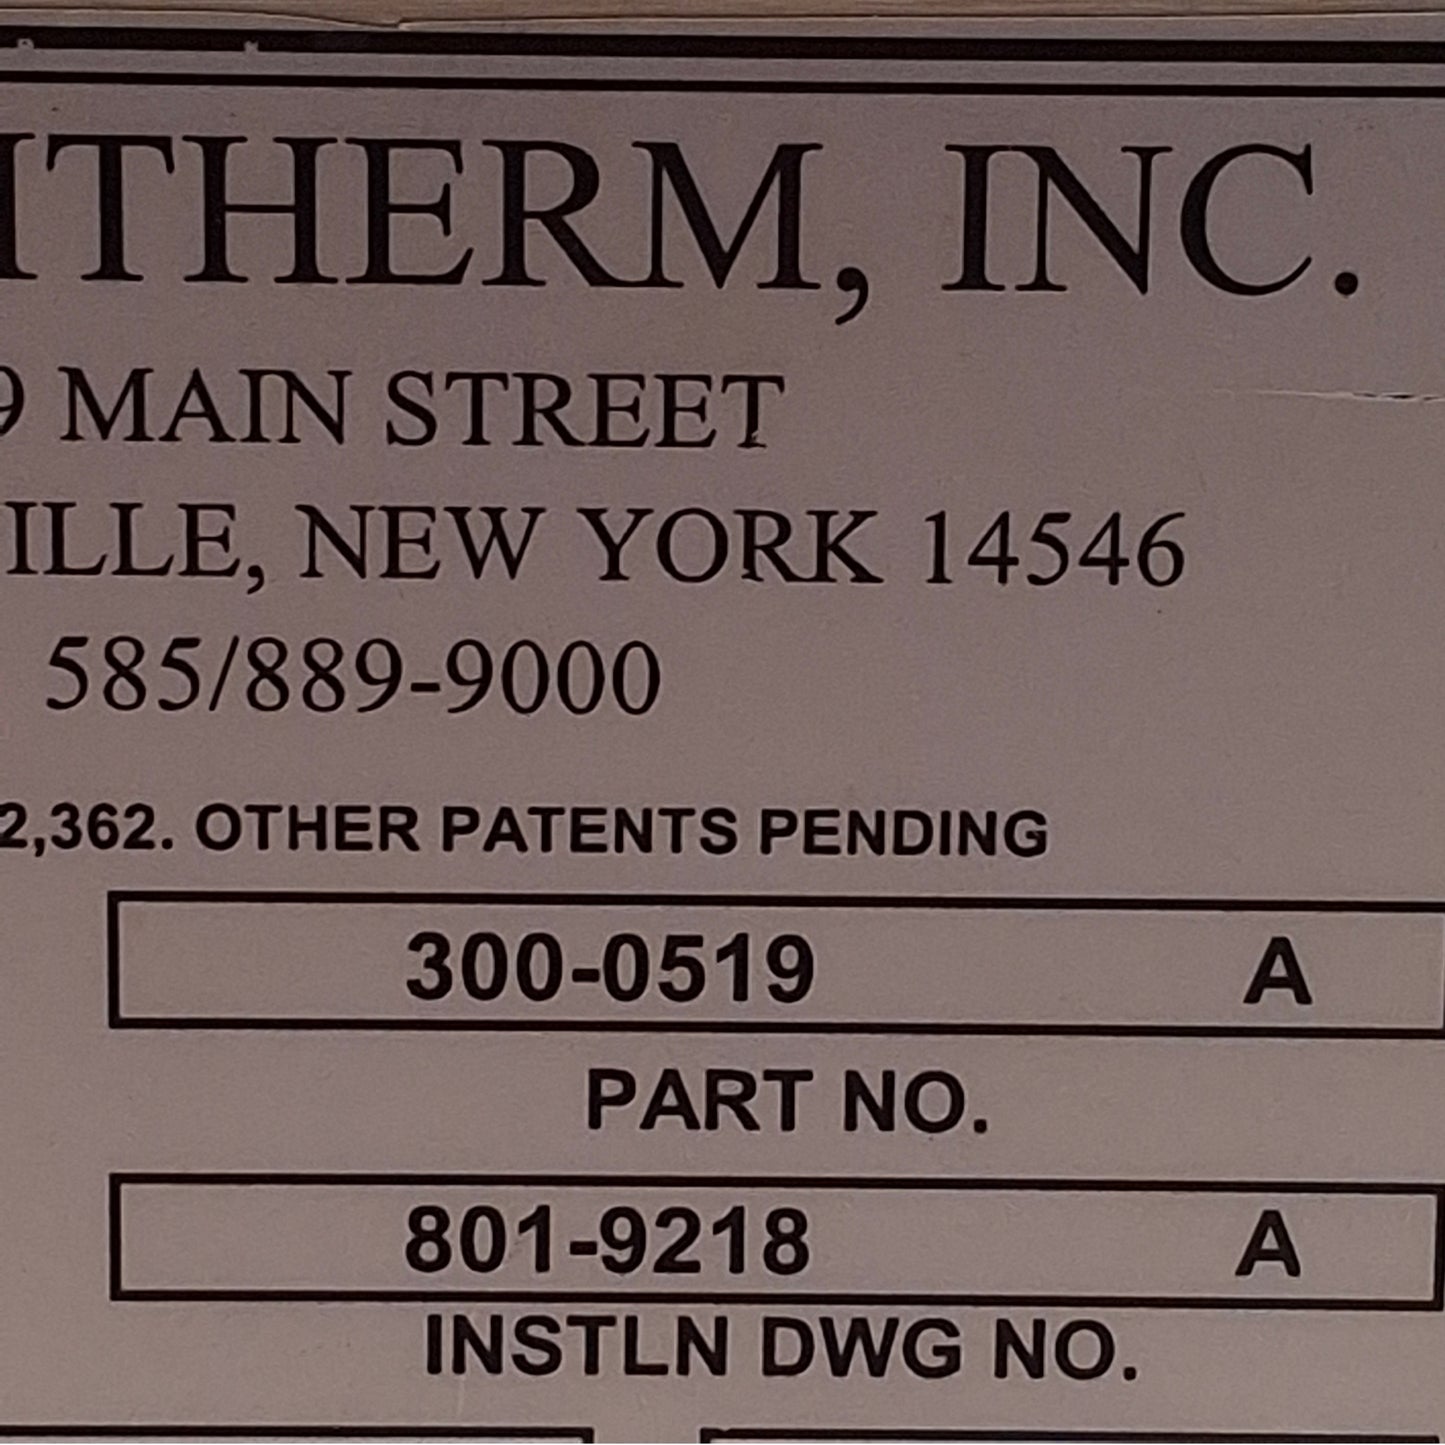 ITHERM, INC.
9 MAIN STREET
VILLE, NEW YORK 14546
585/889-9000
2,362. OTHER PATENTS PENDING
300-0519 A
PART NO.
801-9218 A
INSTLN DWG NO.